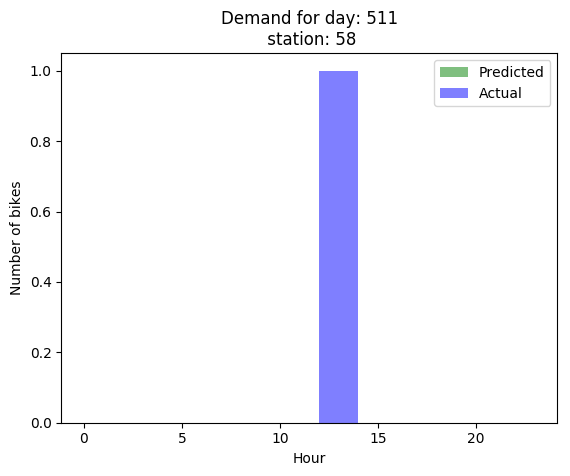 Demand for day: 511
station: 58
Predicted
Actual
1.0
0.8
0.6
0.4
0.2
0.0
Number of bikes
0
5
10
15
20
Hour